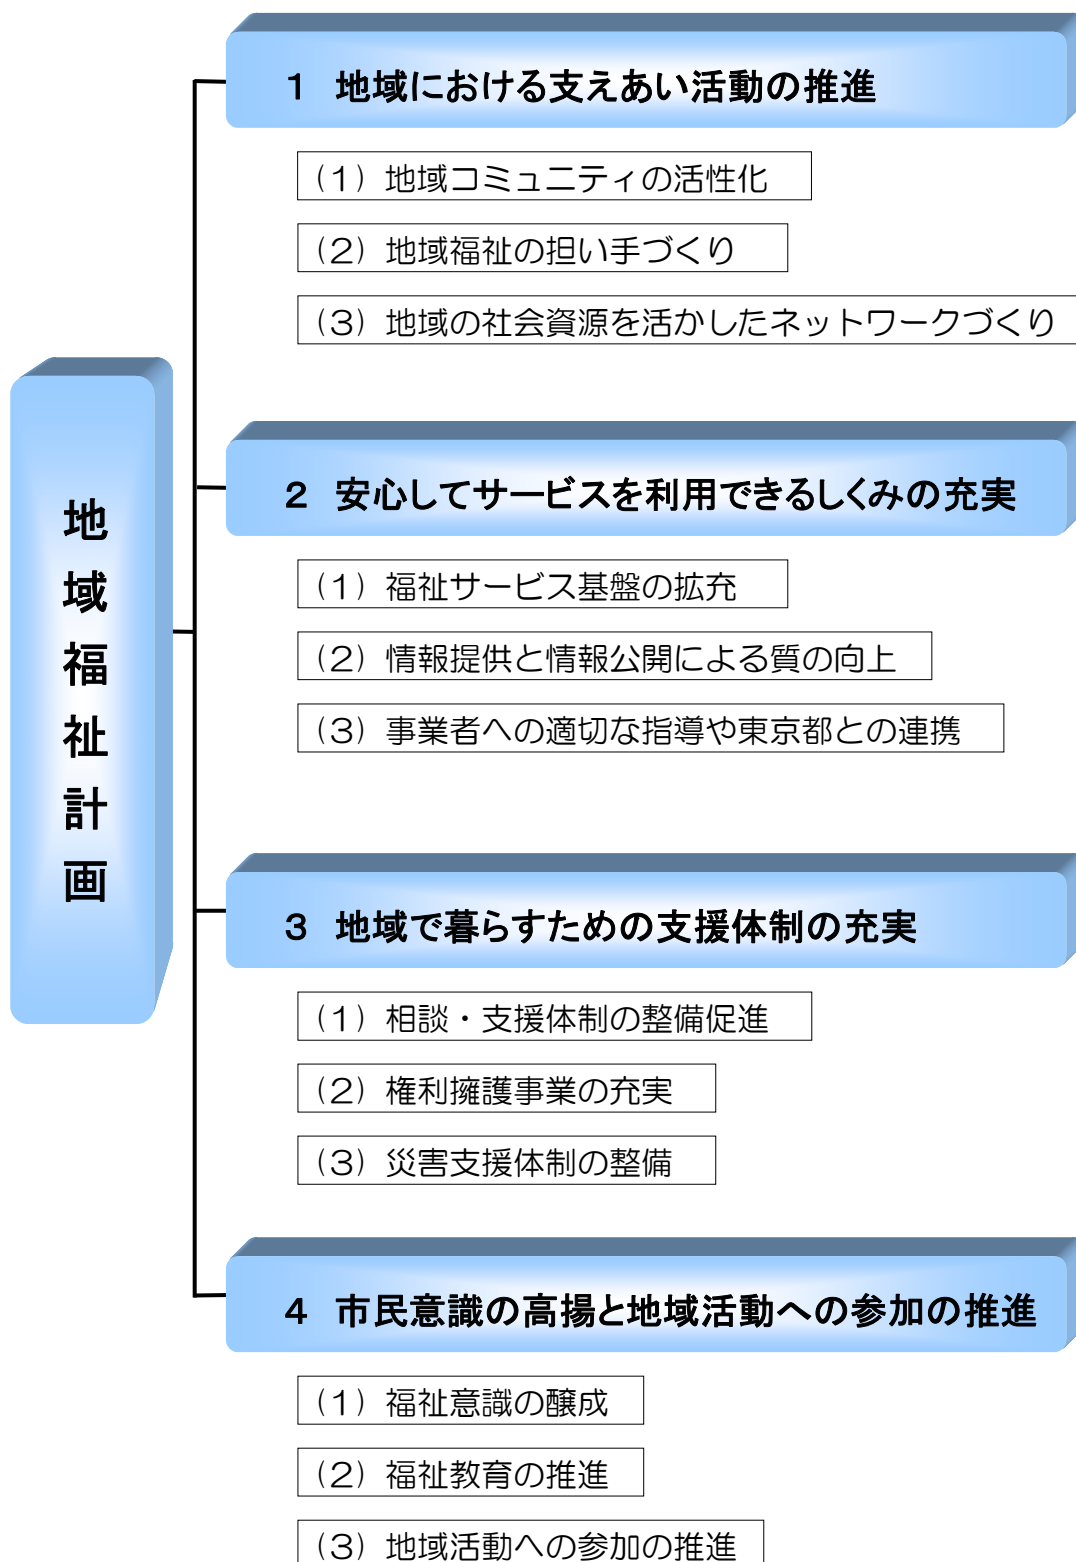 地域福祉計画
1 地域における支えあい活動の推進
(1) 地域コミュニティの活性化
(2) 地域福祉の担い手づくり
(3) 地域の社会資源を活かしたネットワークづくり
2 安心してサービスを利用できるしくみの充実
(1) 福祉サービス基盤の拡充
(2) 情報提供と情報公開による質の向上
(3) 事業者への適切な指導や東京都との連携
3 地域で暮らすための支援体制の充実
(1) 相談・支援体制の整備促進
(2) 権利擁護事業の充実
(3) 災害支援体制の整備
4 市民意識の高揚と地域活動への参加の推進
(1) 福祉意識の醸成
(2) 福祉教育の推進
(3) 地域活動への参加の推進